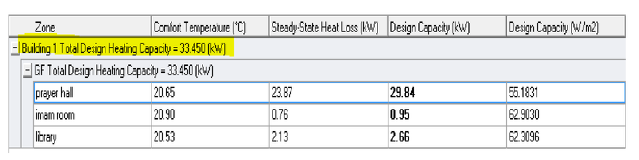 Zone Comfort Temperature (°C) Steady-State Heat Loss (kW) Design Capacity (kW) Design Capacity (W/m2)
Building 1 Total Design Heating Capacity = 33.450 (kW)
GF Total Design Heating Capacity = 33.450 (kW)
prayer hall 20.65 23.87 29.84 55.1831
imam room 20.90 0.76 0.95 62.9030
library 20.53 2.13 2.66 62.3096